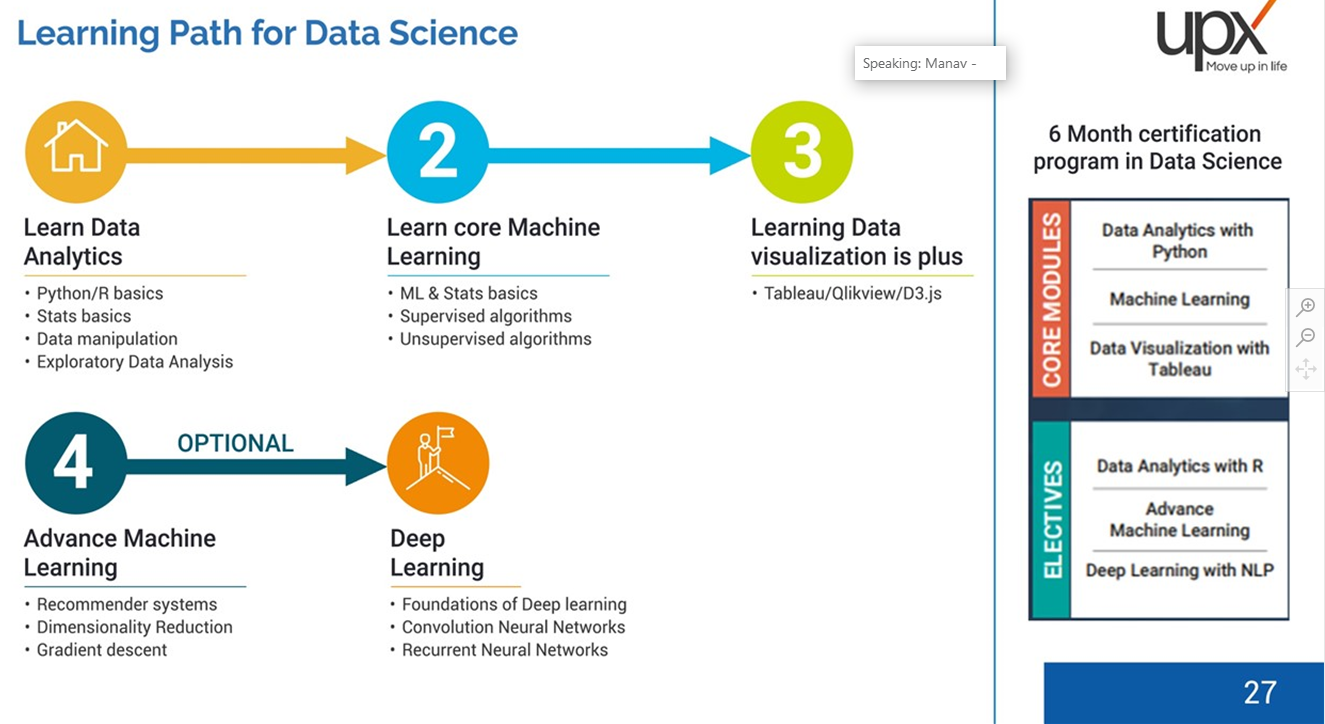 Learning Path for Data Science
Speaking: Manav -
2
3
Learn Data
Analytics
• Python/R basics
• Stats basics
• Data manipulation
• Exploratory Data Analysis
Learn core Machine
Learning
• ML & Stats basics
• Supervised algorithms
• Unsupervised algorithms
Learning Data
visualization is plus
• Tableau/Qlikview/D3.js
4
OPTIONAL
Advance Machine
Learning
• Recommender systems
• Dimensionality Reduction
• Gradient descent
Deep
Learning
• Foundations of Deep learning
• Convolution Neural Networks
• Recurrent Neural Networks
upx
Move up in life
6 Month certification
program in Data Science
CORE MODULES
Data Analytics with
Python
Machine Learning
Data Visualization with
Tableau
ELECTIVES
Data Analytics with R
Advance
Machine Learning
Deep Learning with NLP
27